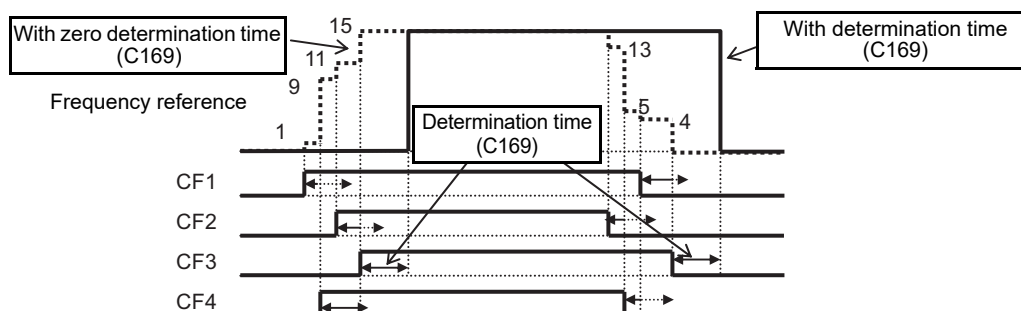 With zero determination time
(C169)
15
11
9
1
Frequency reference
13
5
4
With determination time
(C169)
Determination time
(C169)
CF1
CF2
CF3
CF4